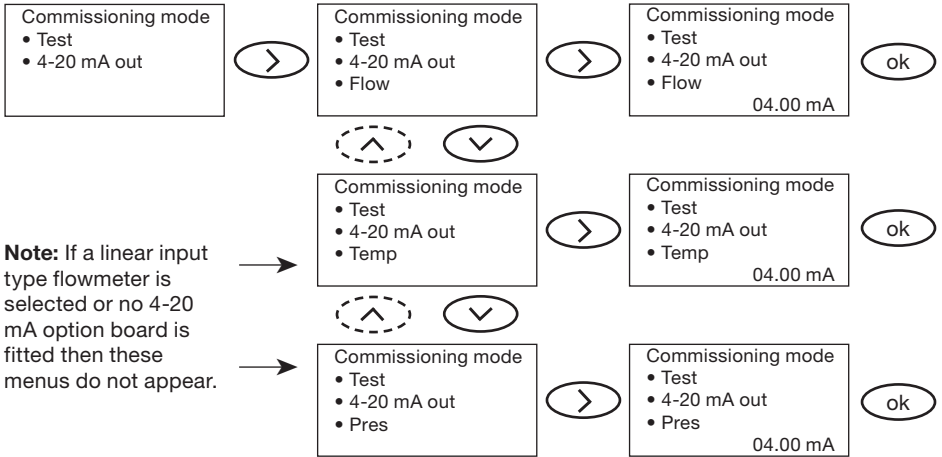 Commissioning mode
• Test
• 4-20 mA out
Commissioning mode
• Test
• 4-20 mA out
• Flow
Commissioning mode
• Test
• 4-20 mA out
• Flow
04.00 mA
ok
Commissioning mode
• Test
• 4-20 mA out
• Temp
Commissioning mode
• Test
• 4-20 mA out
• Temp
04.00 mA
ok
Note: If a linear input
type flowmeter is
selected or no 4-20
mA option board is
fitted then these
menus do not appear.
Commissioning mode
• Test
• 4-20 mA out
• Pres
Commissioning mode
• Test
• 4-20 mA out
• Pres
04.00 mA
ok